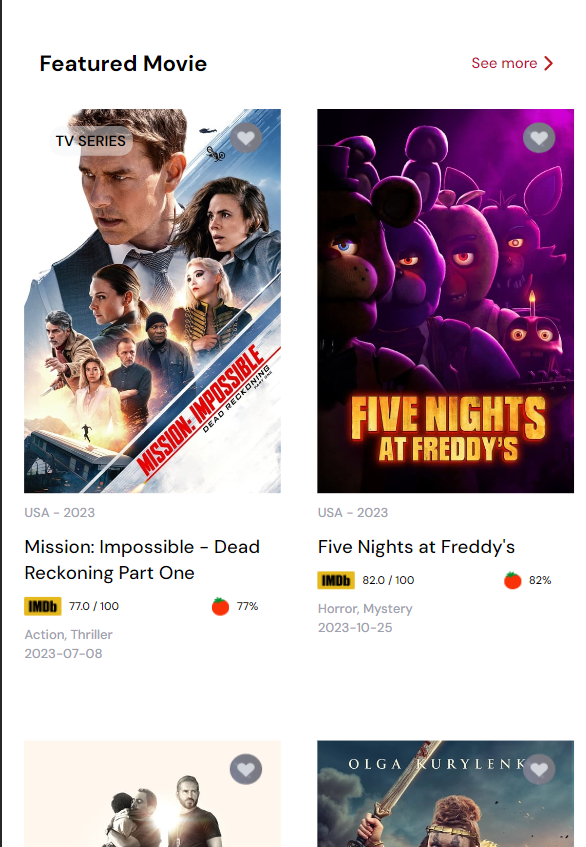 Featured Movie
See more
TV SERIES
MISSION: IMPOSSIBLE
DEAD RECKONING
PART ONE
FIVE NIGHTS
AT FREDDY'S
USA - 2023
USA - 2023
Mission: Impossible - Dead
Reckoning Part One
Five Nights at Freddy's
IMDb 77.0 / 100 77%
IMDb 82.0 / 100 82%
Action, Thriller
2023-07-08
Horror, Mystery
2023-10-25
OLGA KURYLENK